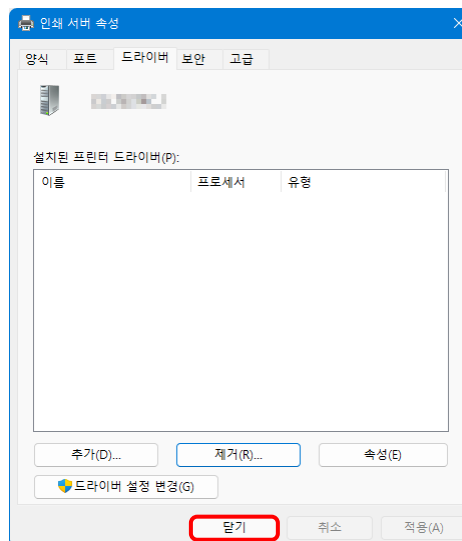 인쇄 서버 속성
양식 포트 드라이버 보안 고급
설치된 프린터 드라이버(P):
이름 프로세서 유형
추가(D)... 제거(R)... 속성(E)
드라이버 설정 변경(G)
닫기 취소 적용(A)